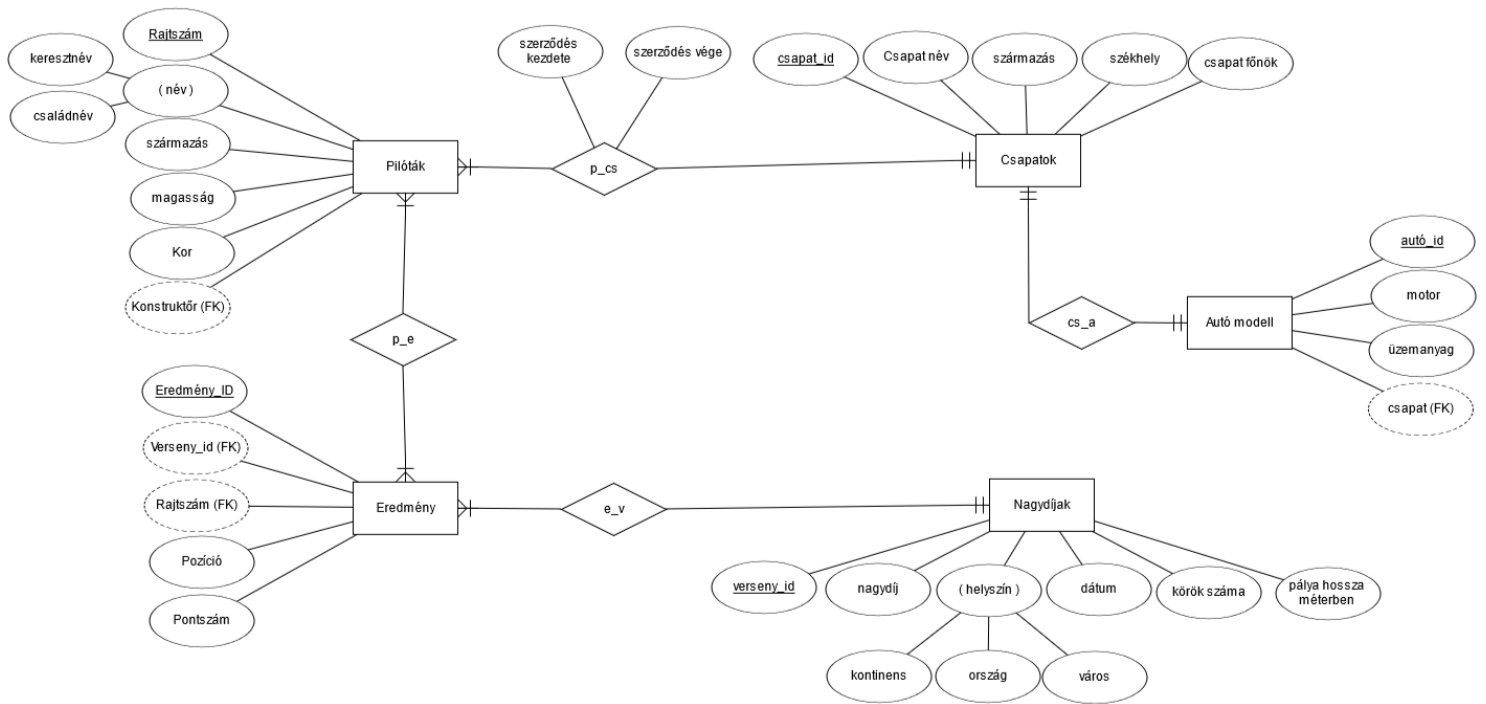 Rajtszám
keresztnév
( név )
családnév
származás
magasság
Kor
Konstruktőr (FK)
Pilóták
szerződés
kezdete
szerződés vége
p_cs
csapat_id
Csapat név
származás
székhely
csapat főnök
Csapatok
cs_a
Autó modell
autó_id
motor
üzemanyag
csapat (FK)
p_e
Eredmény_ID
Verseny_id (FK)
Rajtszám (FK)
Pozíció
Pontszám
Eredmény
e_v
Nagydíjak
verseny_id
nagydíj
( helyszín )
dátum
körök száma
pálya hossza
méterben
kontinens
ország
város